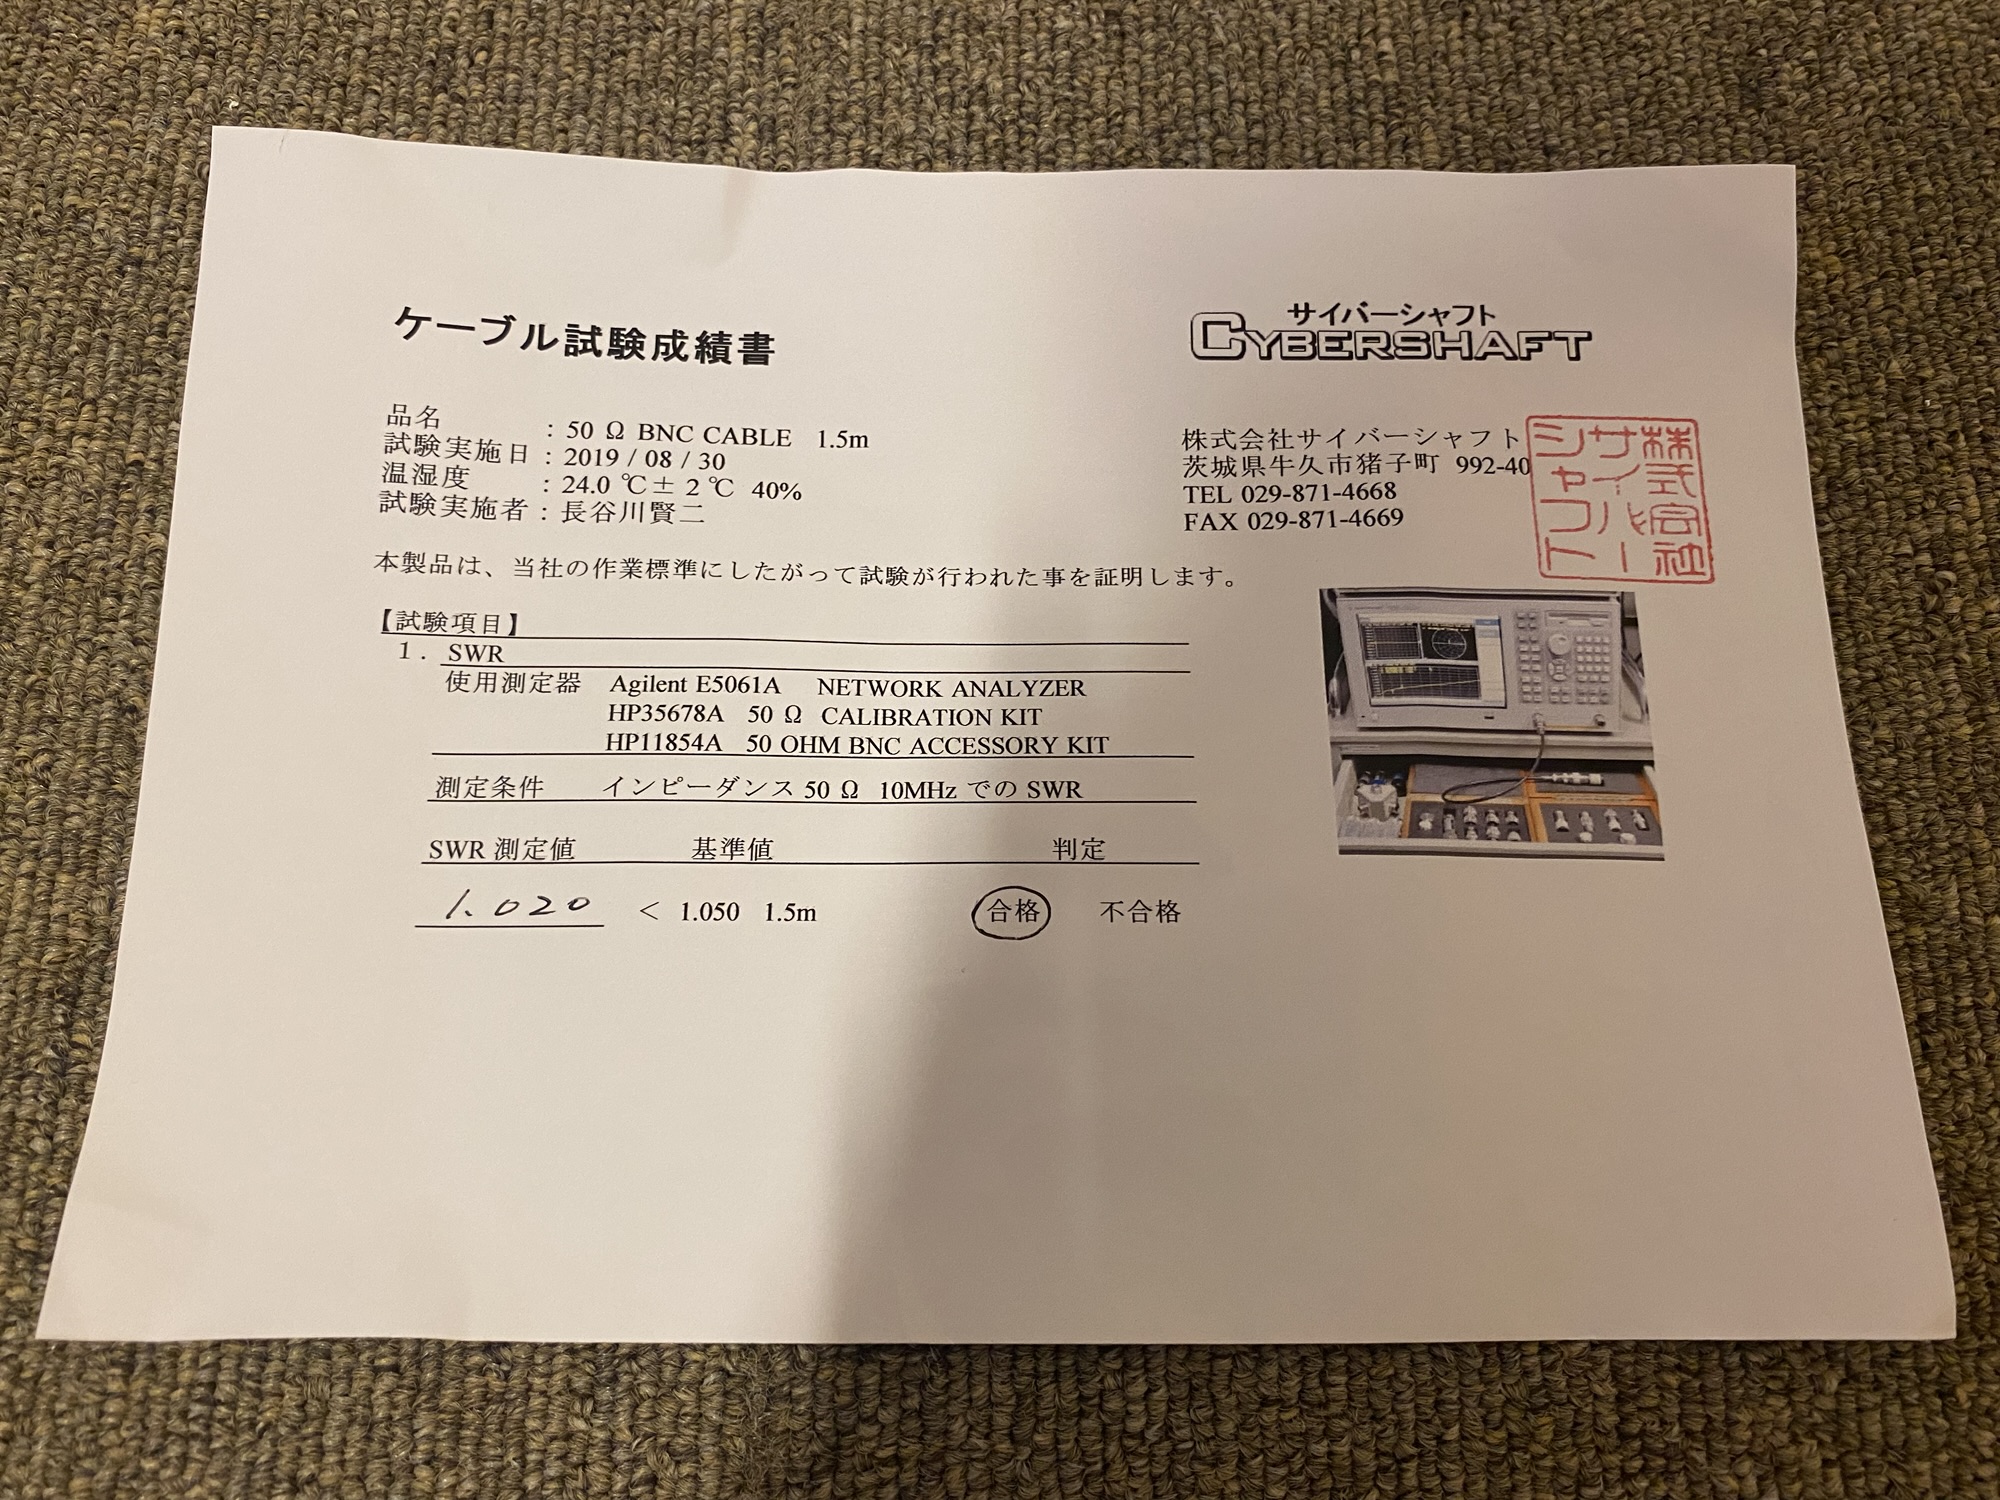 ケーブル試験成績書
サイバーシャフト
CYBERSHAFT
品名 : 50 Ω BNC CABLE 1.5m
試験実施日 : 2019 / 08 / 30
温湿度 : 24.0 ℃± 2 ℃ 40%
試験実施者 : 長谷川賢二
株式会社サイバーシャフト
茨城県牛久市猪子町 992-40
TEL 029-871-4668
FAX 029-871-4669
株式会社
サイバー
シャフト
本製品は、当社の作業標準にしたがって試験が行われた事を証明します。
【試験項目】
1. SWR
使用測定器 Agilent E5061A NETWORK ANALYZER
HP35678A 50 Ω CALIBRATION KIT
HP11854A 50 OHM BNC ACCESSORY KIT
測定条件 インピーダンス 50 Ω 10MHz での SWR
SWR 測定値 基準値 判定
1.020 < 1.050 1.5m 合格 不合格